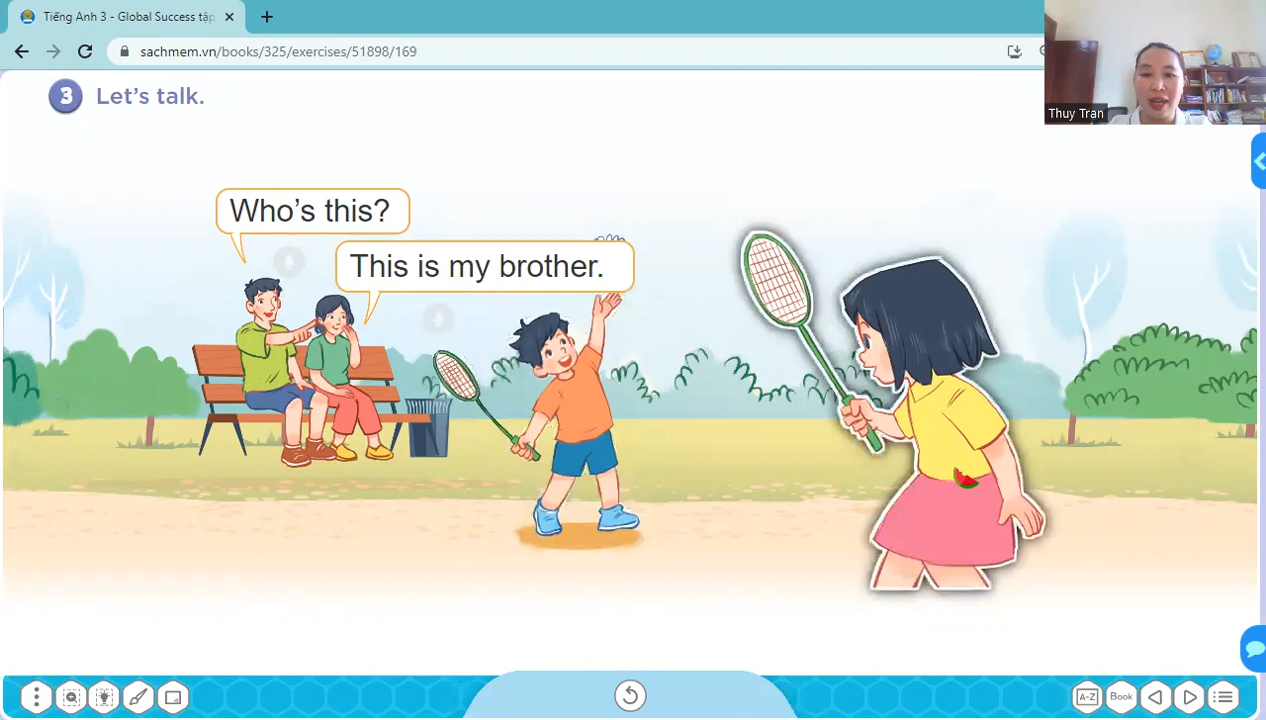 Tiếng Anh 3 - Global Success tập
sachmem.vn/books/325/exercises/51898/169
Thuy Tran
3 Let's talk.
Who's this?
This is my brother.
A-Z
Book